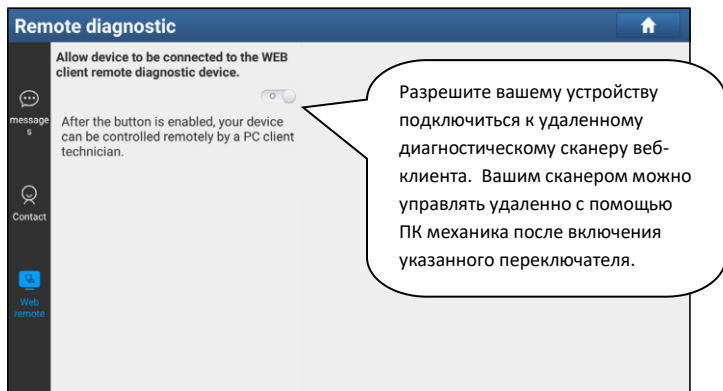 Remote diagnostic
Allow device to be connected to the WEB
client remote diagnostic device.
After the button is enabled, your device
can be controlled remotely by a PC client
technician.
message
s
Contact
Web
remote
Разрешите вашему устройству
подключиться к удаленному
диагностическому сканеру веб-
клиента. Вашим сканером можно
управлять удаленно с помощью
ПК механика после включения
указанного переключателя.